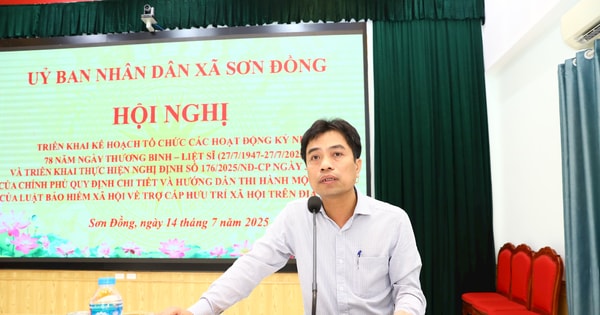 UỶ BAN NHÂN DÂN XÃ SƠN ĐỒNG
HỘI NGHỊ
TRIỂN KHAI KẾ HOẠCH TỔ CHỨC CÁC HOẠT ĐỘNG KỶ
78 NĂM NGÀY THƯƠNG BINH – LIỆT SĨ (27/7/1947-27/7/202
VÀ TRIỂN KHAI THỰC HIỆN NGHỊ ĐỊNH SỐ 176/2025/NĐ-CP NGÀY
CỦA CHÍNH PHỦ QUY ĐỊNH CHI TIẾT VÀ HƯỚNG DẪN THI HÀNH
CỦA LUẬT BẢO HIỂM XÃ HỘI VỀ TRỢ CẤP HƯU TRÍ XÃ HỘI TRÊN
Sơn Đồng, ngày 14 tháng 7 năm 2025